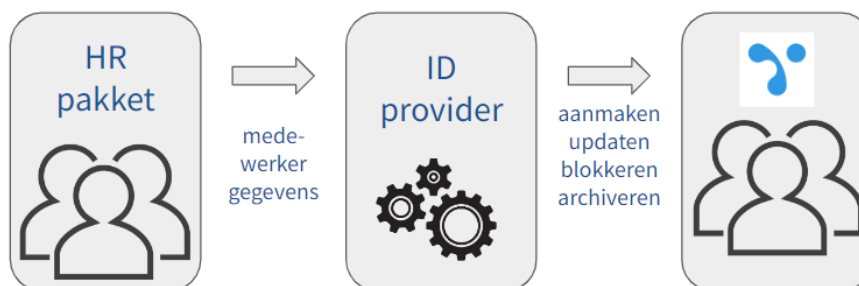 HR
pakket
mede-
werker
gegevens
ID
provider
aanmaken
updaten
blokkeren
archiveren